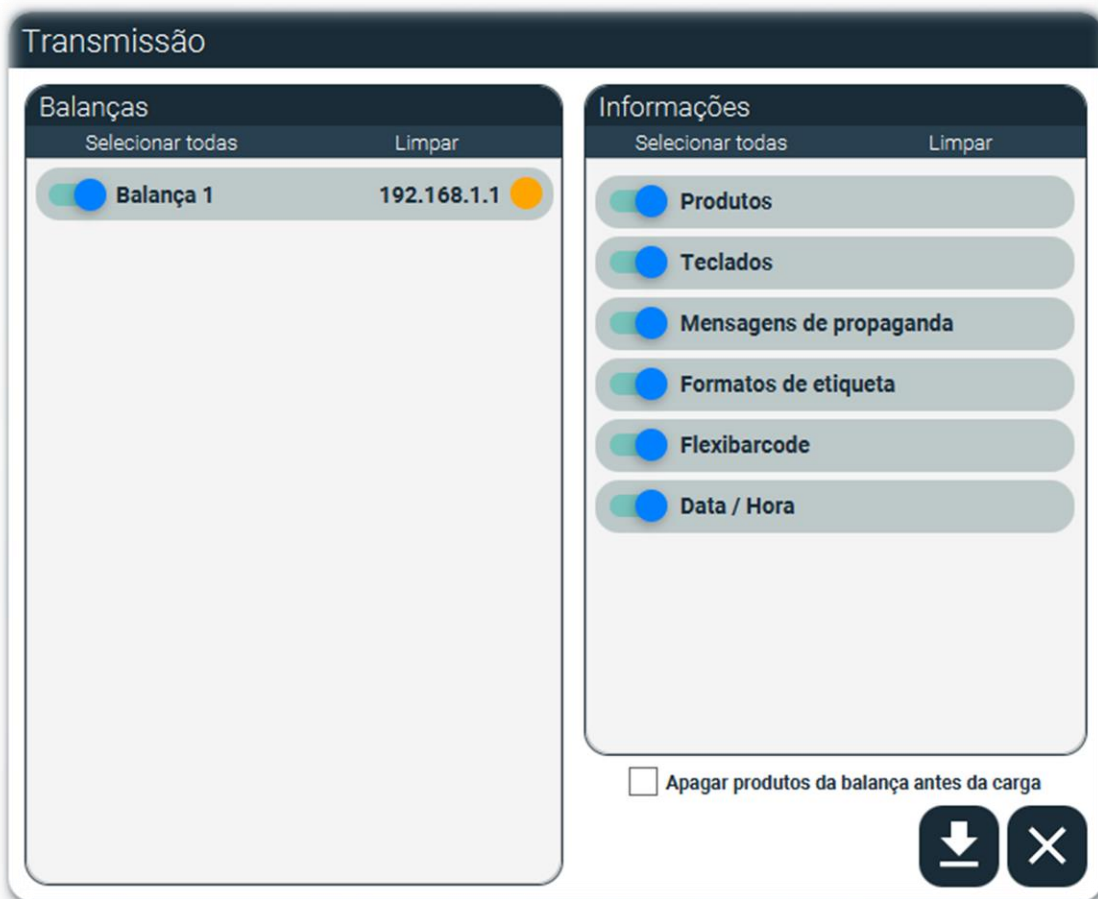 Transmissão
Balanças
Selecionar todas Limpar
Balança 1 192.168.1.1
Informações
Selecionar todas Limpar
Produtos
Teclados
Mensagens de propaganda
Formatos de etiqueta
Flexibarcode
Data / Hora
Apagar produtos da balança antes da carga